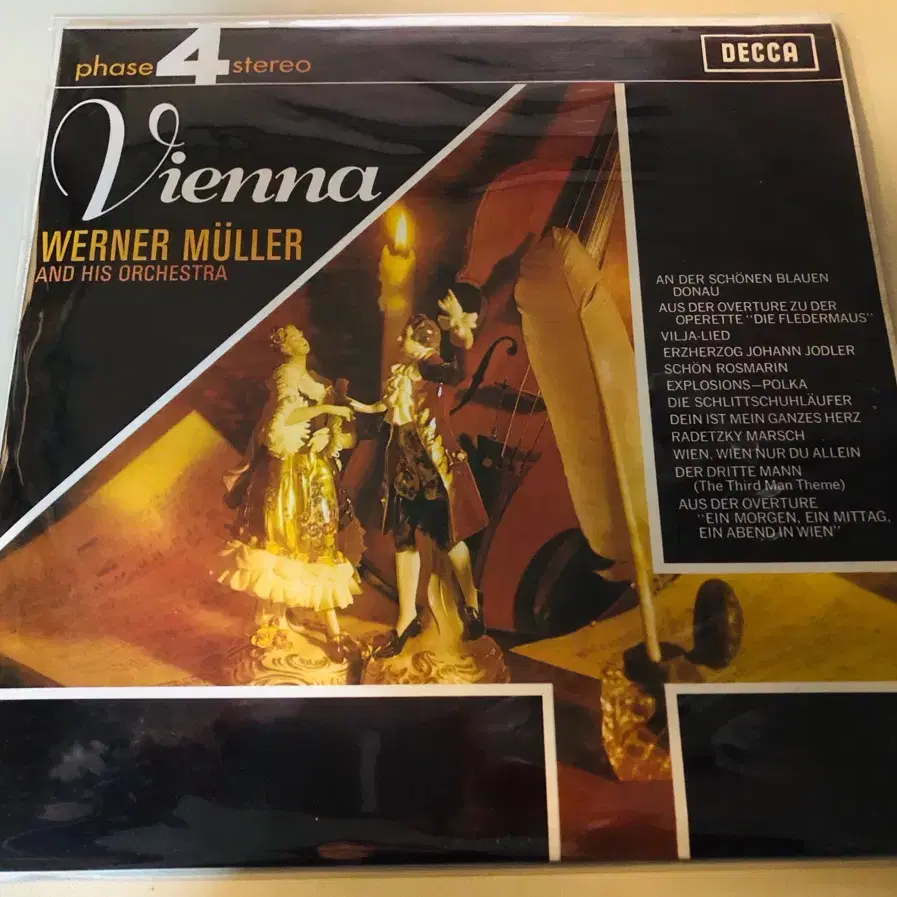 phase 4 stereo
DECCA
Vienna
WERNER MÜLLER
AND HIS ORCHESTRA
AN DER SCHÖNEN BLAUEN
DONAU
AUS DER OVERTURE ZU DER
OPERETTE "DIE FLEDERMAUS"
VILJA-LIED
ERZHERZOG JOHANN JODLER
SCHÖN ROSMARIN
EXPLOSIONS-POLKA
DIE SCHLITTSCHUHLÄUFER
DEIN IST MEIN GANZES HERZ
RADETZKY MARSCH
WIEN, WIEN NUR DU ALLEIN
DER DRITTE MANN
(The Third Man Theme)
AUS DER OVERTURE
"EIN MORGEN, EIN MITTAG,
EIN ABEND IN WIEN"